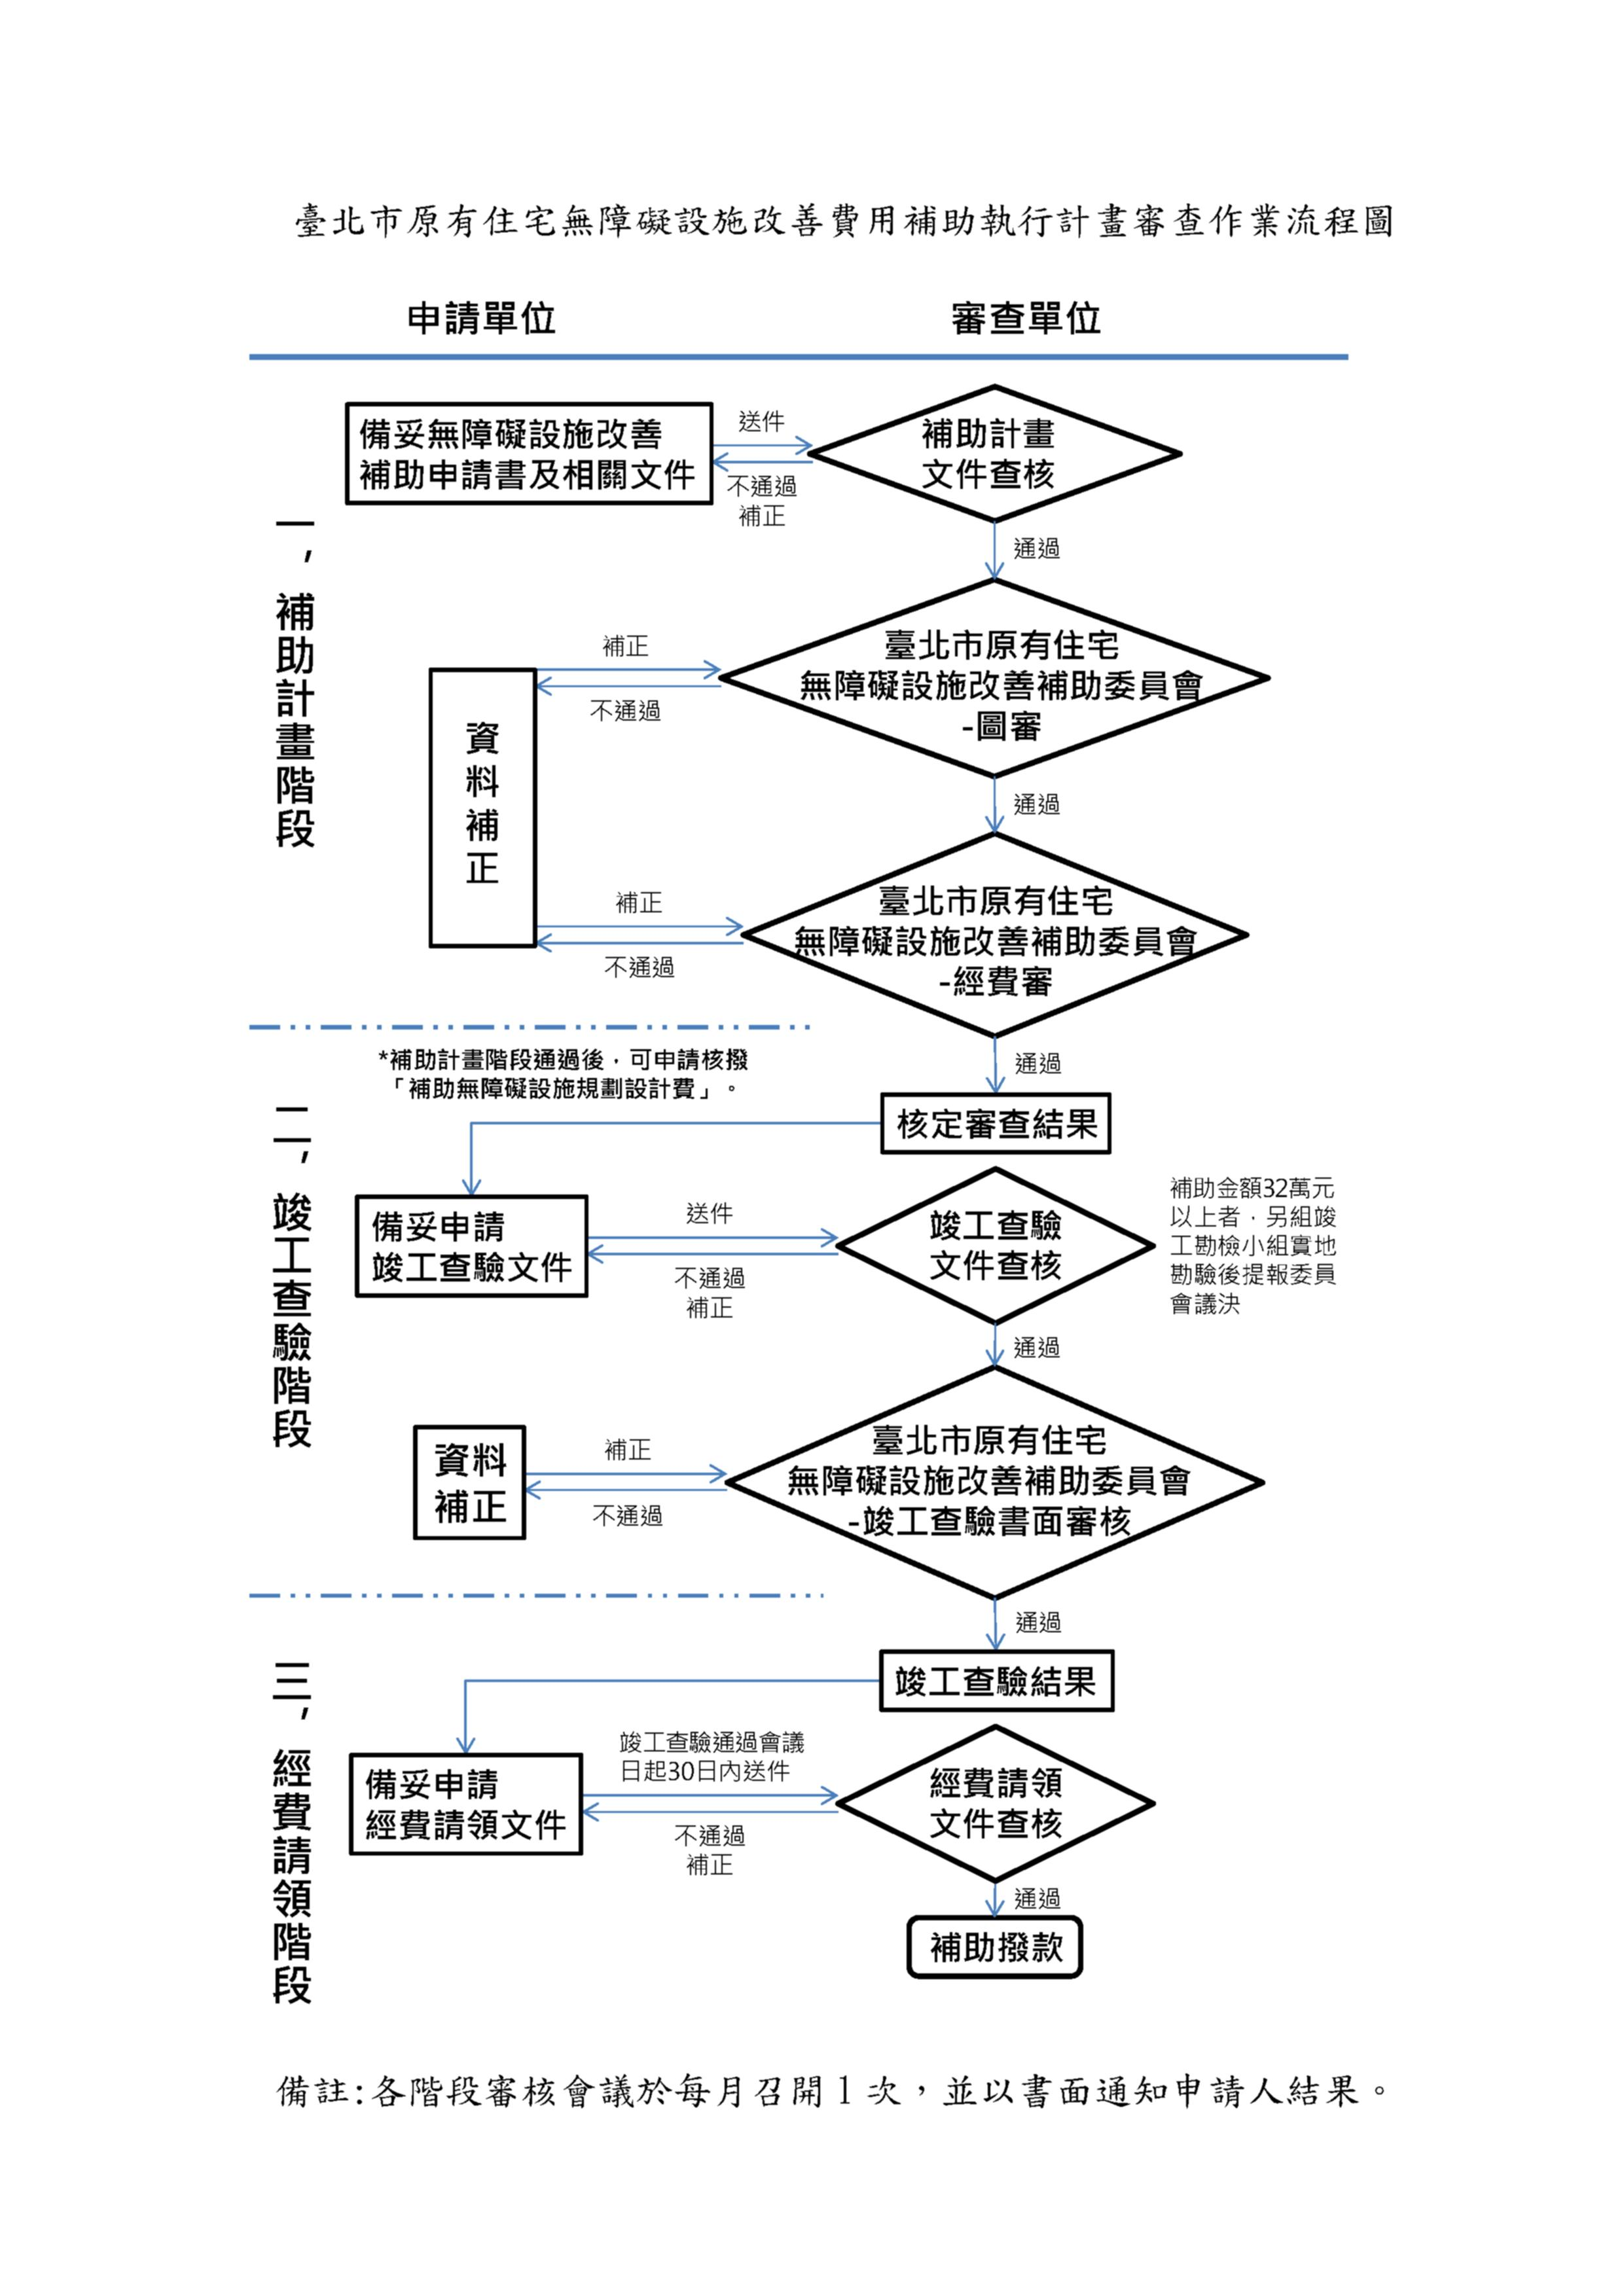 臺北市原有住宅無障礙設施改善費用補助執行計畫審查作業流程圖
申請單位
審查單位
一，補助計畫階段
備妥無障礙設施改善
補助申請書及相關文件
送件
不通過
補正
補助計畫
文件查核
通過
補正
不通過
臺北市原有住宅
無障礙設施改善補助委員會
-圖審
資料補正
通過
補正
不通過
臺北市原有住宅
無障礙設施改善補助委員會
-經費審
*補助計畫階段通過後，可申請核撥
「補助無障礙設施規劃設計費」。
通過
核定審查結果
二，竣工查驗階段
備妥申請
竣工查驗文件
送件
不通過
補正
竣工查驗
文件查核
補助金額32萬元
以上者，另組竣
工勘檢小組實地
勘驗後提報委員
會議決
通過
資料
補正
補正
不通過
臺北市原有住宅
無障礙設施改善補助委員會
-竣工查驗書面審核
通過
竣工查驗結果
三，經費請領階段
備妥申請
經費請領文件
竣工查驗通過會議
日起30日內送件
不通過
補正
經費請領
文件查核
通過
補助撥款
備註:各階段審核會議於每月召開1次，並以書面通知申請人結果。